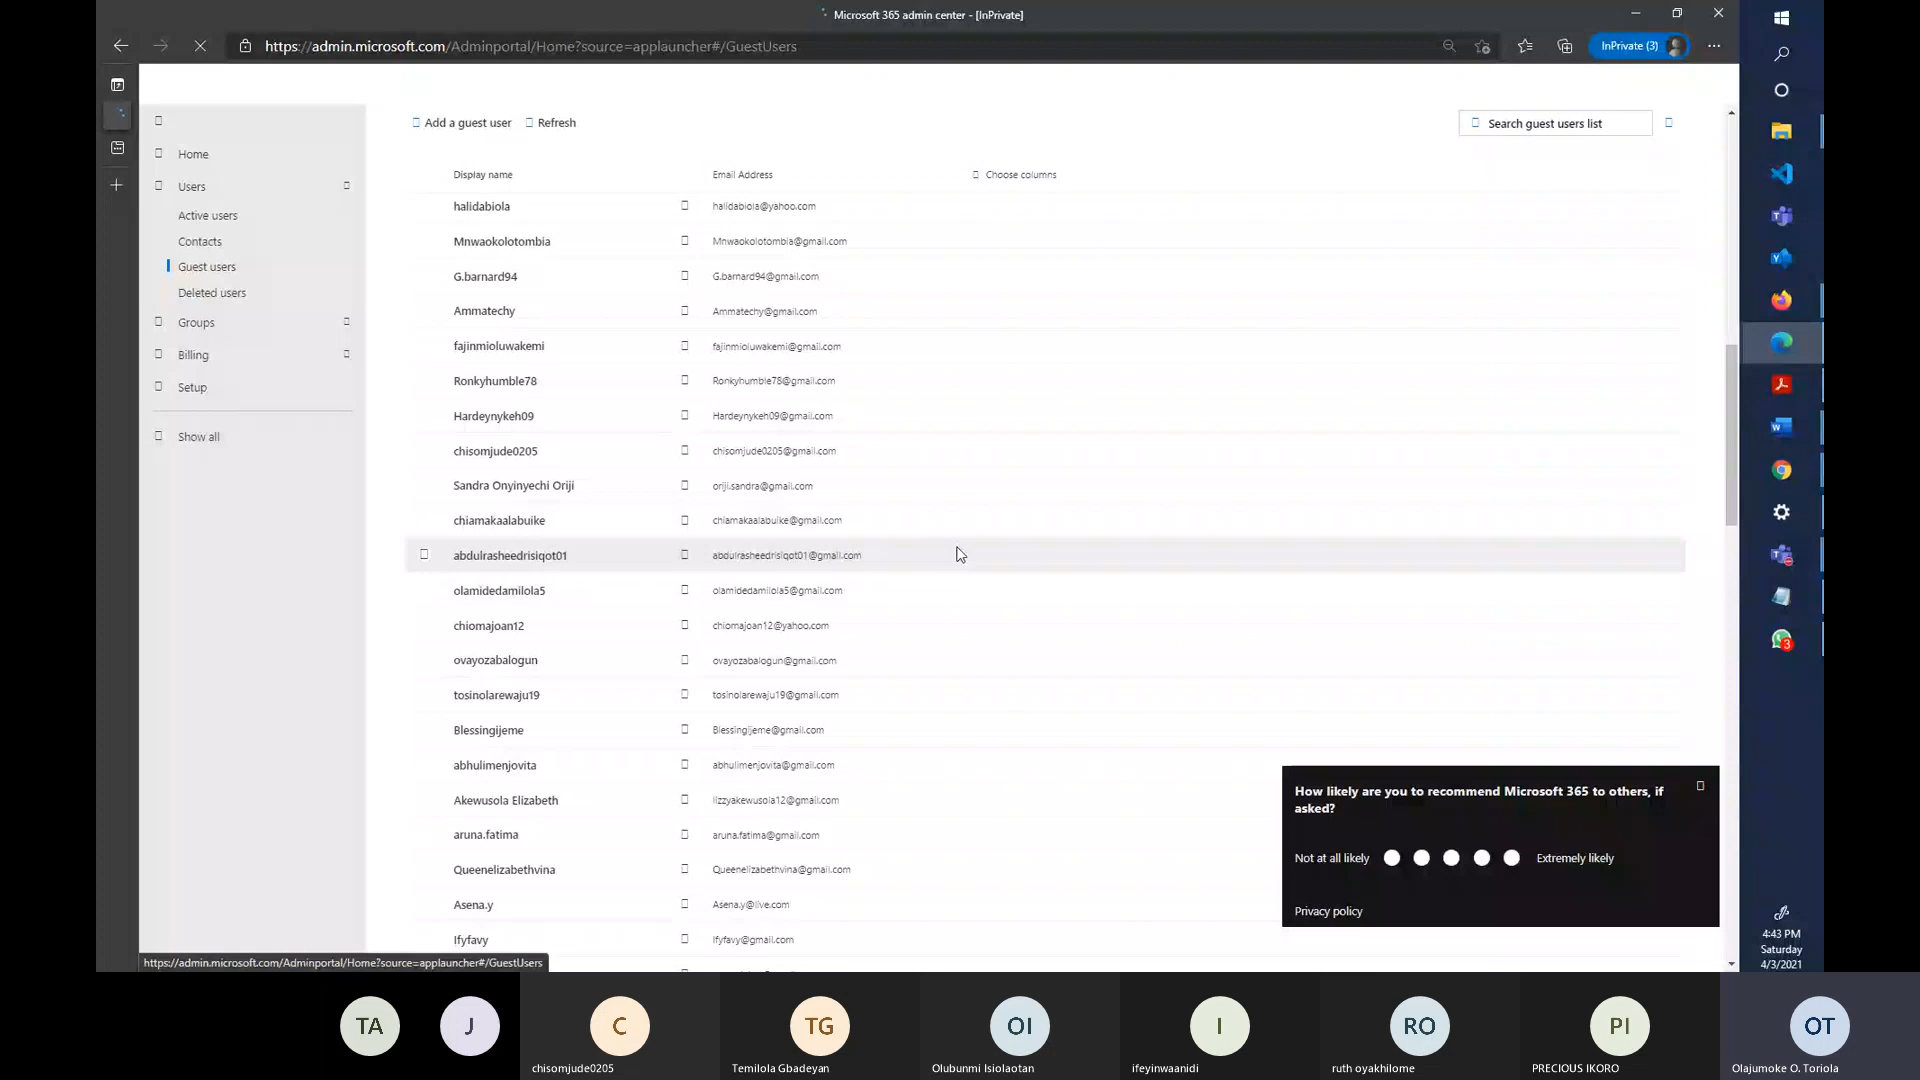 Microsoft 365 admin center - [InPrivate]
https://admin.microsoft.com/Adminportal/Home?source=applauncher#/GuestUsers
InPrivate (3)
Add a guest user
Refresh
Search guest users list
Home
Users
Active users
Contacts
Guest users
Deleted users
Groups
Billing
Setup
Show all
Display name
Email Address
Choose columns
halidabiola
halidabiola@yahoo.com
Mnwaokolotombia
Mnwaokolotombia@gmail.com
G.barnard94
G.barnard94@gmail.com
Ammatechy
Ammatechy@gmail.com
fajinmioluwakemi
fajinmioluwakemi@gmail.com
Ronkyhumble78
Ronkyhumble78@gmail.com
Hardeynykeh09
Hardeynykeh09@gmail.com
chisomjude0205
chisomjude0205@gmail.com
Sandra Onyinyechi Oriji
oriji.sandra@gmail.com
chiamakaalabuike
chiamakaalabuike@gmail.com
abdulrasheedrisiqot01
abdulrasheedrisiqot01@gmail.com
olamidedamilola5
olamidedamilola5@gmail.com
chiomajoan12
chiomajoan12@yahoo.com
ovayozabalogun
ovayozabalogun@gmail.com
tosinolarewaju19
tosinolarewaju19@gmail.com
Blessingijeme
Blessingijeme@gmail.com
abhulimenjovita
abhulimenjovita@gmail.com
Akewusola Elizabeth
lizzyakewusola12@gmail.com
aruna.fatima
aruna.fatima@gmail.com
Queenelizabethvina
Queenelizabethvina@gmail.com
Asena.y
Asena.y@live.com
Ifyfavy
Ifyfavy@gmail.com
How likely are you to recommend Microsoft 365 to others, if
asked?
Not at all likely
Extremely likely
Privacy policy
https://admin.microsoft.com/Adminportal/Home?source=applauncher#/GuestUsers
3
4:43 PM
Saturday
4/3/2021
TA
J
C
TG
OI
I
RO
PI
OT
chisomjude0205
Temilola Gbadeyan
Olubunmi Isiolaotan
ifeyinwaanidi
ruth oyakhilome
PRECIOUS IKORO
Olajumoke O. Toriola